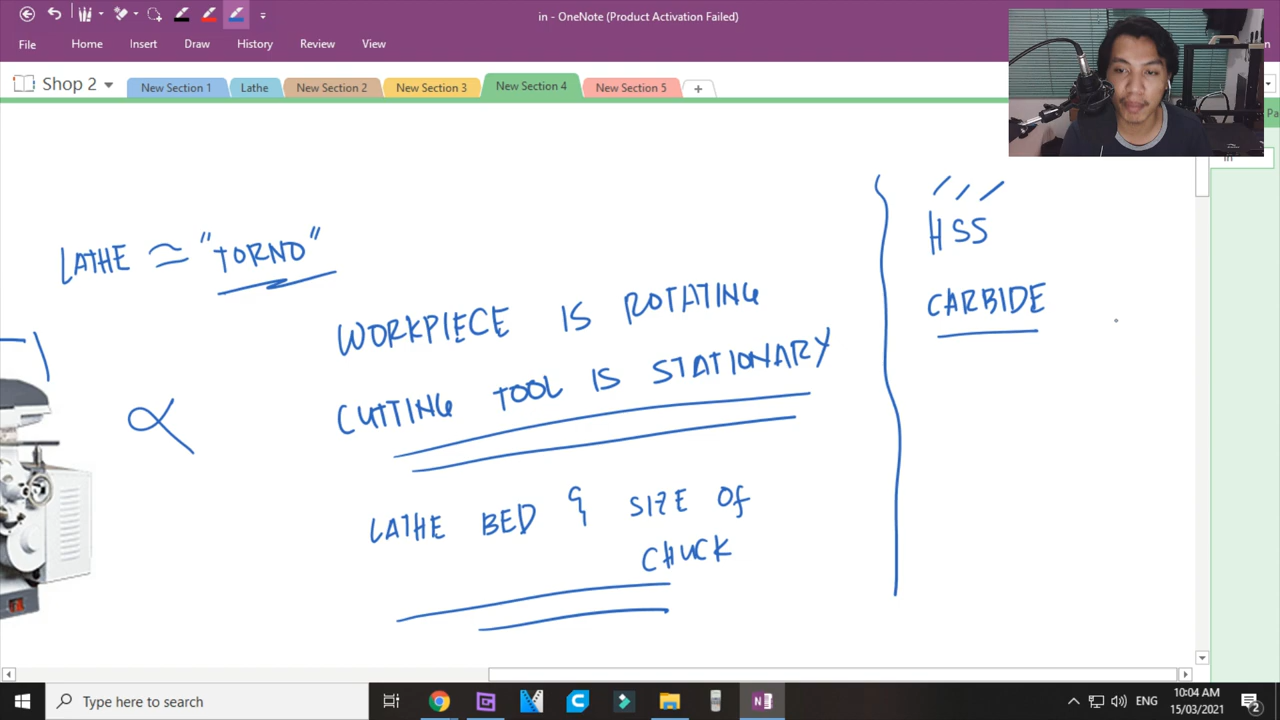 in - OneNote (Product Activation Failed)
File Home Insert Draw History Review View
Shop 2 New Section 1 Lathe New Section 2 New Section 3 New Section 4 New Section 5 +
in
LATHE ≃ "TORNO"
WORKPIECE IS ROTATING
CUTTING TOOL IS STATIONARY
LATHE BED & SIZE OF
CHUCK
HSS
CARBIDE
Type here to search
ENG
10:04 AM
15/03/2021
2